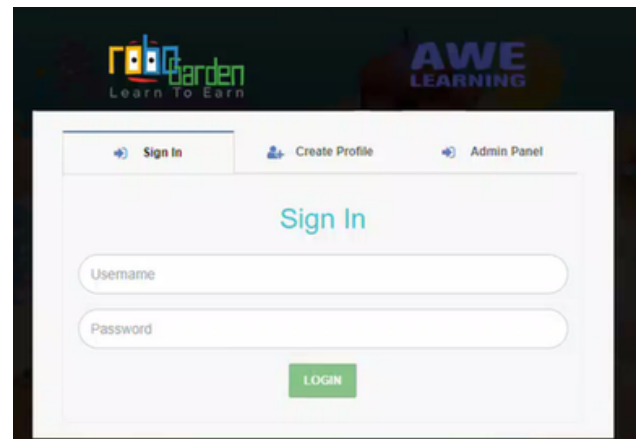 roboGarden
Learn To Earn
AWE
LEARNING
Sign In Create Profile Admin Panel
Sign In
Username
Password
LOGIN